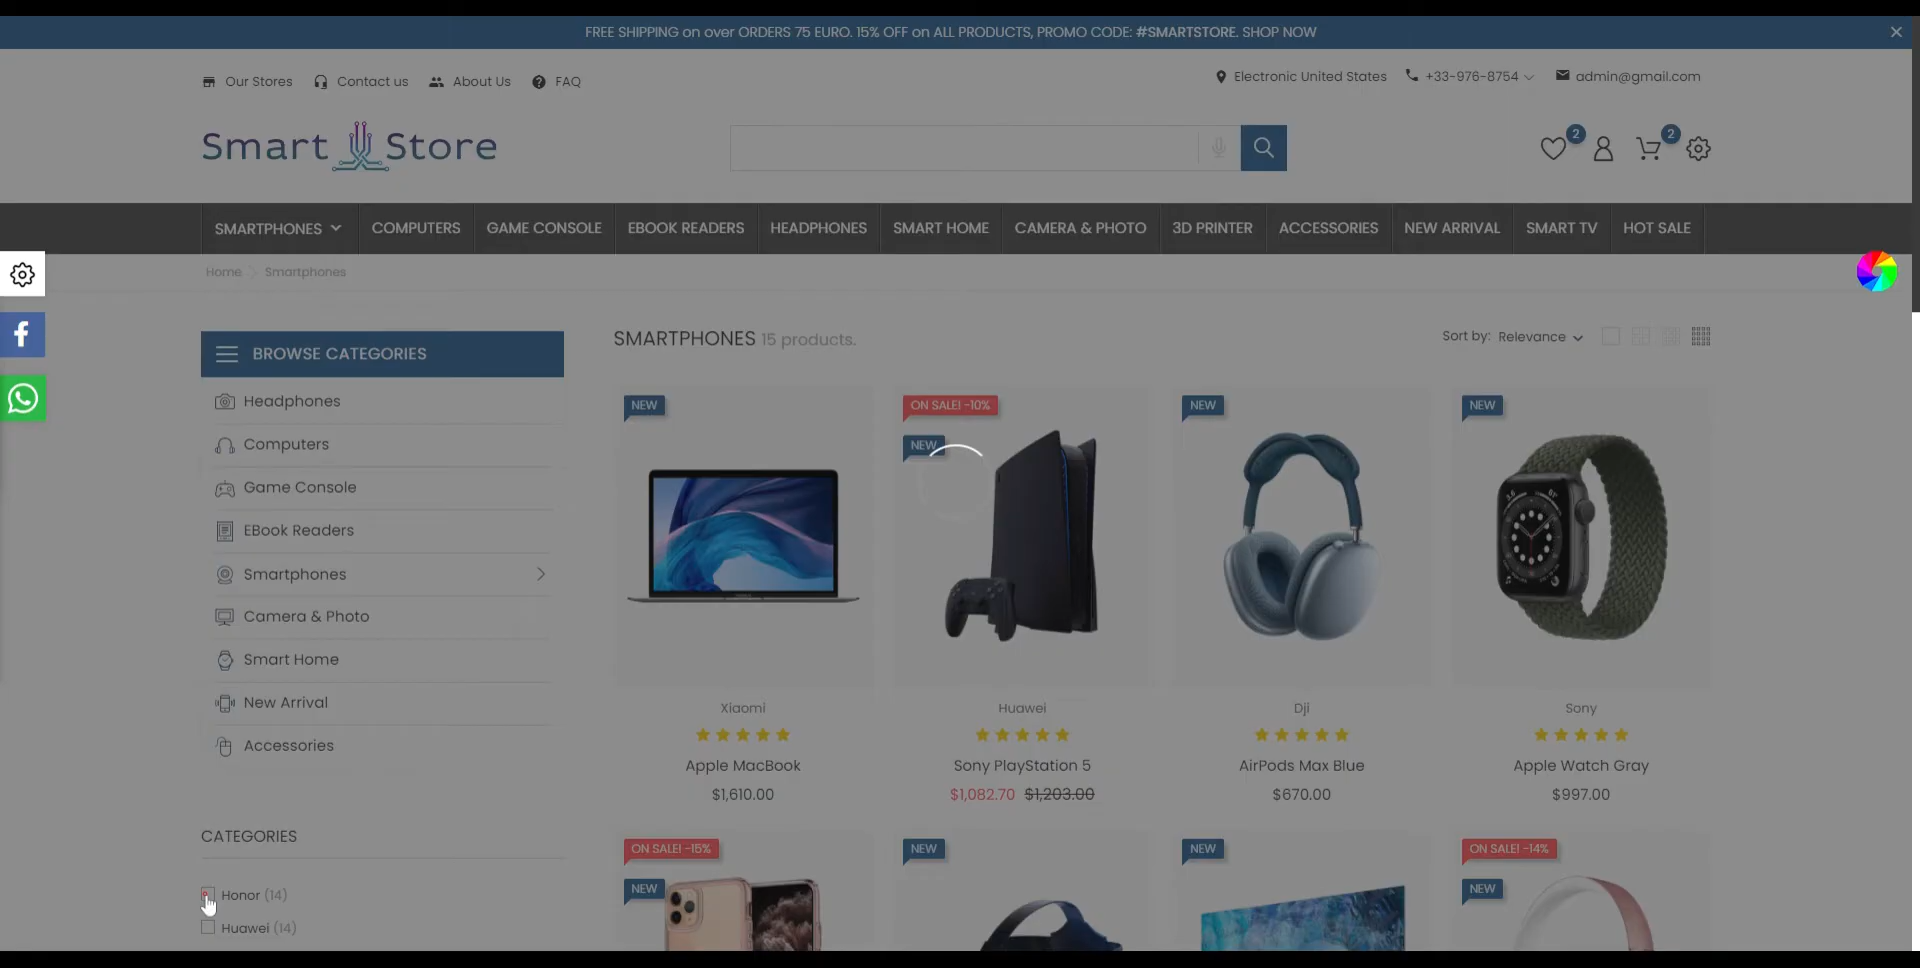 FREE SHIPPING on over ORDERS 75 EURO. 15% OFF on ALL PRODUCTS, PROMO CODE: #SMARTSTORE. SHOP NOW
Our Stores Contact us About Us FAQ
Electronic United States +33-976-8754 admin@gmail.com
Smart Store
2 2
SMARTPHONES COMPUTERS GAME CONSOLE EBOOK READERS HEADPHONES SMART HOME CAMERA & PHOTO 3D PRINTER ACCESSORIES NEW ARRIVAL SMART TV HOT SALE
Home Smartphones
BROWSE CATEGORIES
Headphones
Computers
Game Console
EBook Readers
Smartphones
Camera & Photo
Smart Home
New Arrival
Accessories
CATEGORIES
Honor (14)
Huawei (14)
SMARTPHONES 15 products.
Sort by: Relevance
NEW
ON SALE! -10%
NEW
NEW
NEW
Xiaomi
Apple MacBook
$1,610.00
Huawei
Sony PlayStation 5
$1,082.70 $1,203.00
Dji
AirPods Max Blue
$670.00
Sony
Apple Watch Gray
$997.00
ON SALE! -15%
NEW
NEW
NEW
ON SALE! -14%
NEW